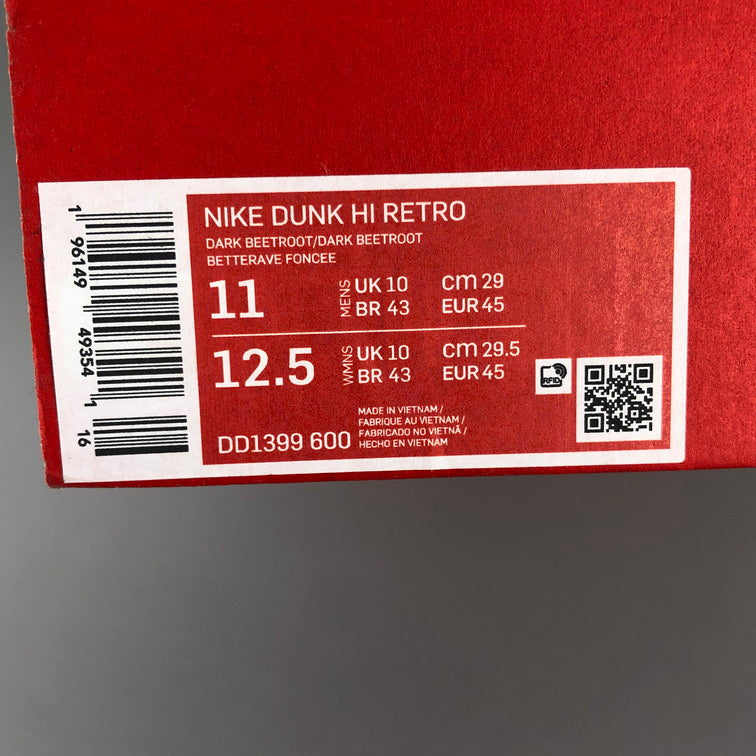 NIKE DUNK HI RETRO
DARK BEETROOT/DARK BEETROOT
BETTERAVE FONCEE
11 MENS UK 10 CM 29
BR 43 EUR 45
12.5 WMNS UK 10 CM 29.5
BR 43 EUR 45
DD1399 600
MADE IN VIETNAM /
FABRIQUE AU VIETNAM /
FABRICADO NO VIETNÃ /
HECHO EN VIETNAM
RFID
1 96149 49354 1 16